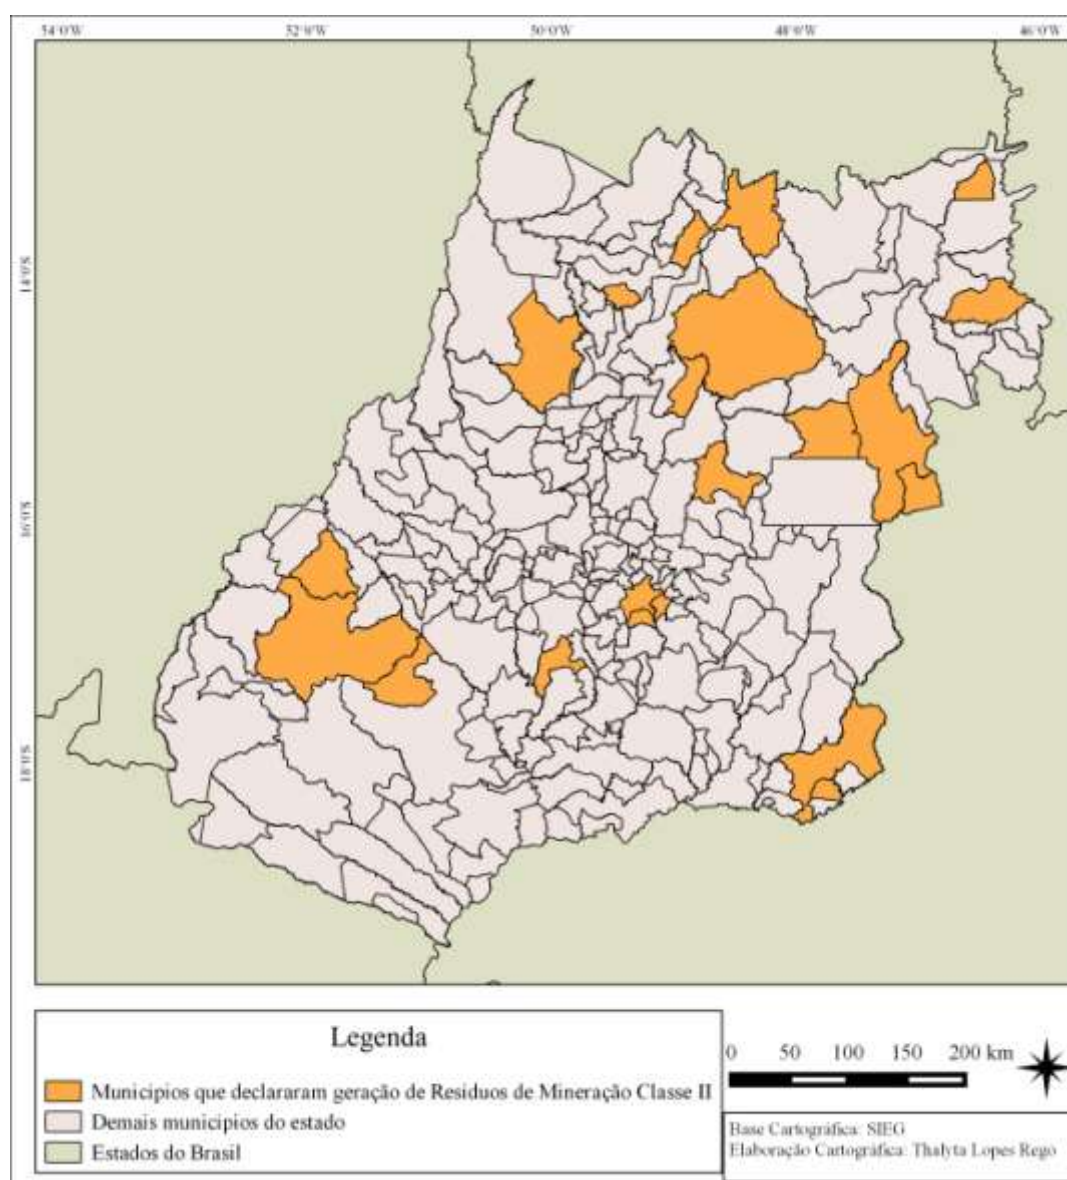 54°0'W 52°0'W 50°0'W 48°0'W 46°0'W
14°0'S
16°0'S
18°0'S
Legenda
Municipios que declararam geração de Resíduos de Mineração Classe II
Demais municipios do estado
Estados do Brasil
0 50 100 150 200 km
Base Cartográfica: SIEG
Elaboração Cartográfica: Thalyta Lopes Rego